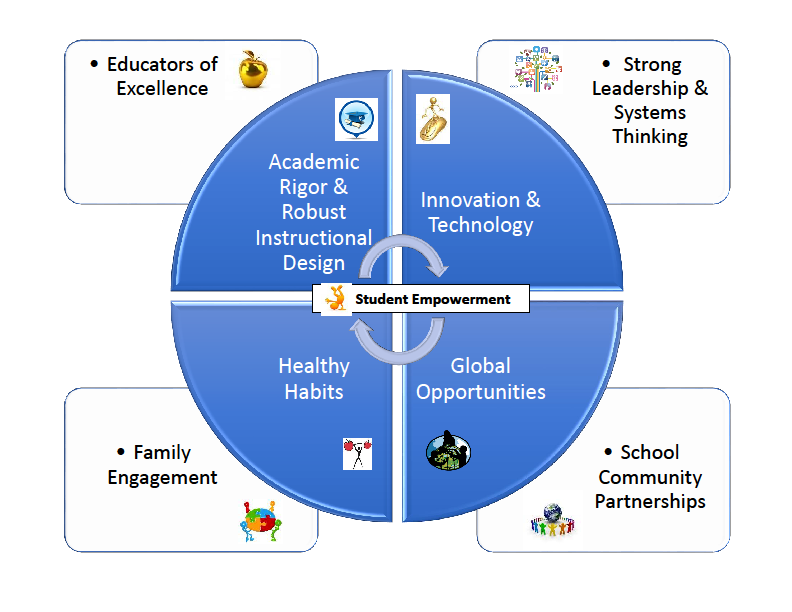 • Educators of
Excellence
• Strong
Leadership &
Systems
Thinking
Academic
Rigor &
Robust
Instructional
Design
Innovation &
Technology
Student Empowerment
Healthy
Habits
Global
Opportunities
• Family
Engagement
• School
Community
Partnerships